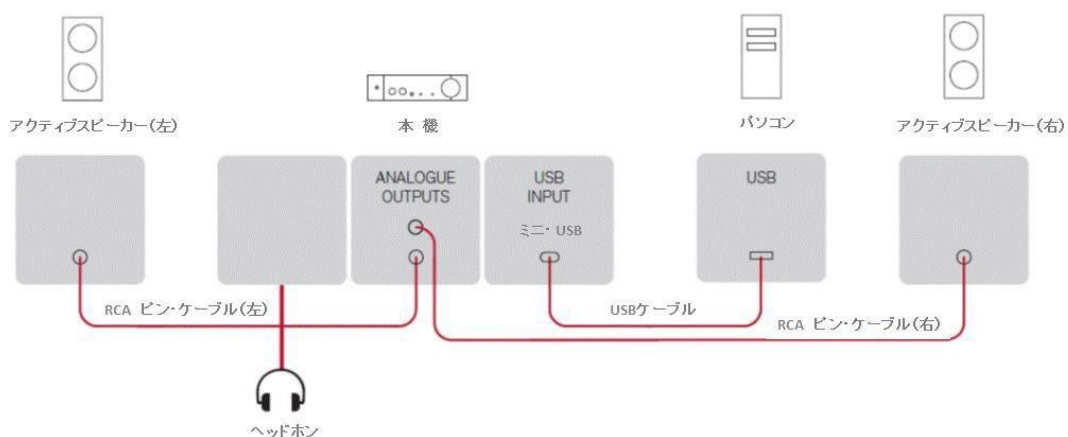 アクティブスピーカー(左)
本 機
パソコン
アクティブスピーカー(右)
ANALOGUE
OUTPUTS
USB
INPUT
ミニ・USB
USB
RCA ピン・ケーブル(左)
USBケーブル
RCA ピン・ケーブル(右)
ヘッドホン